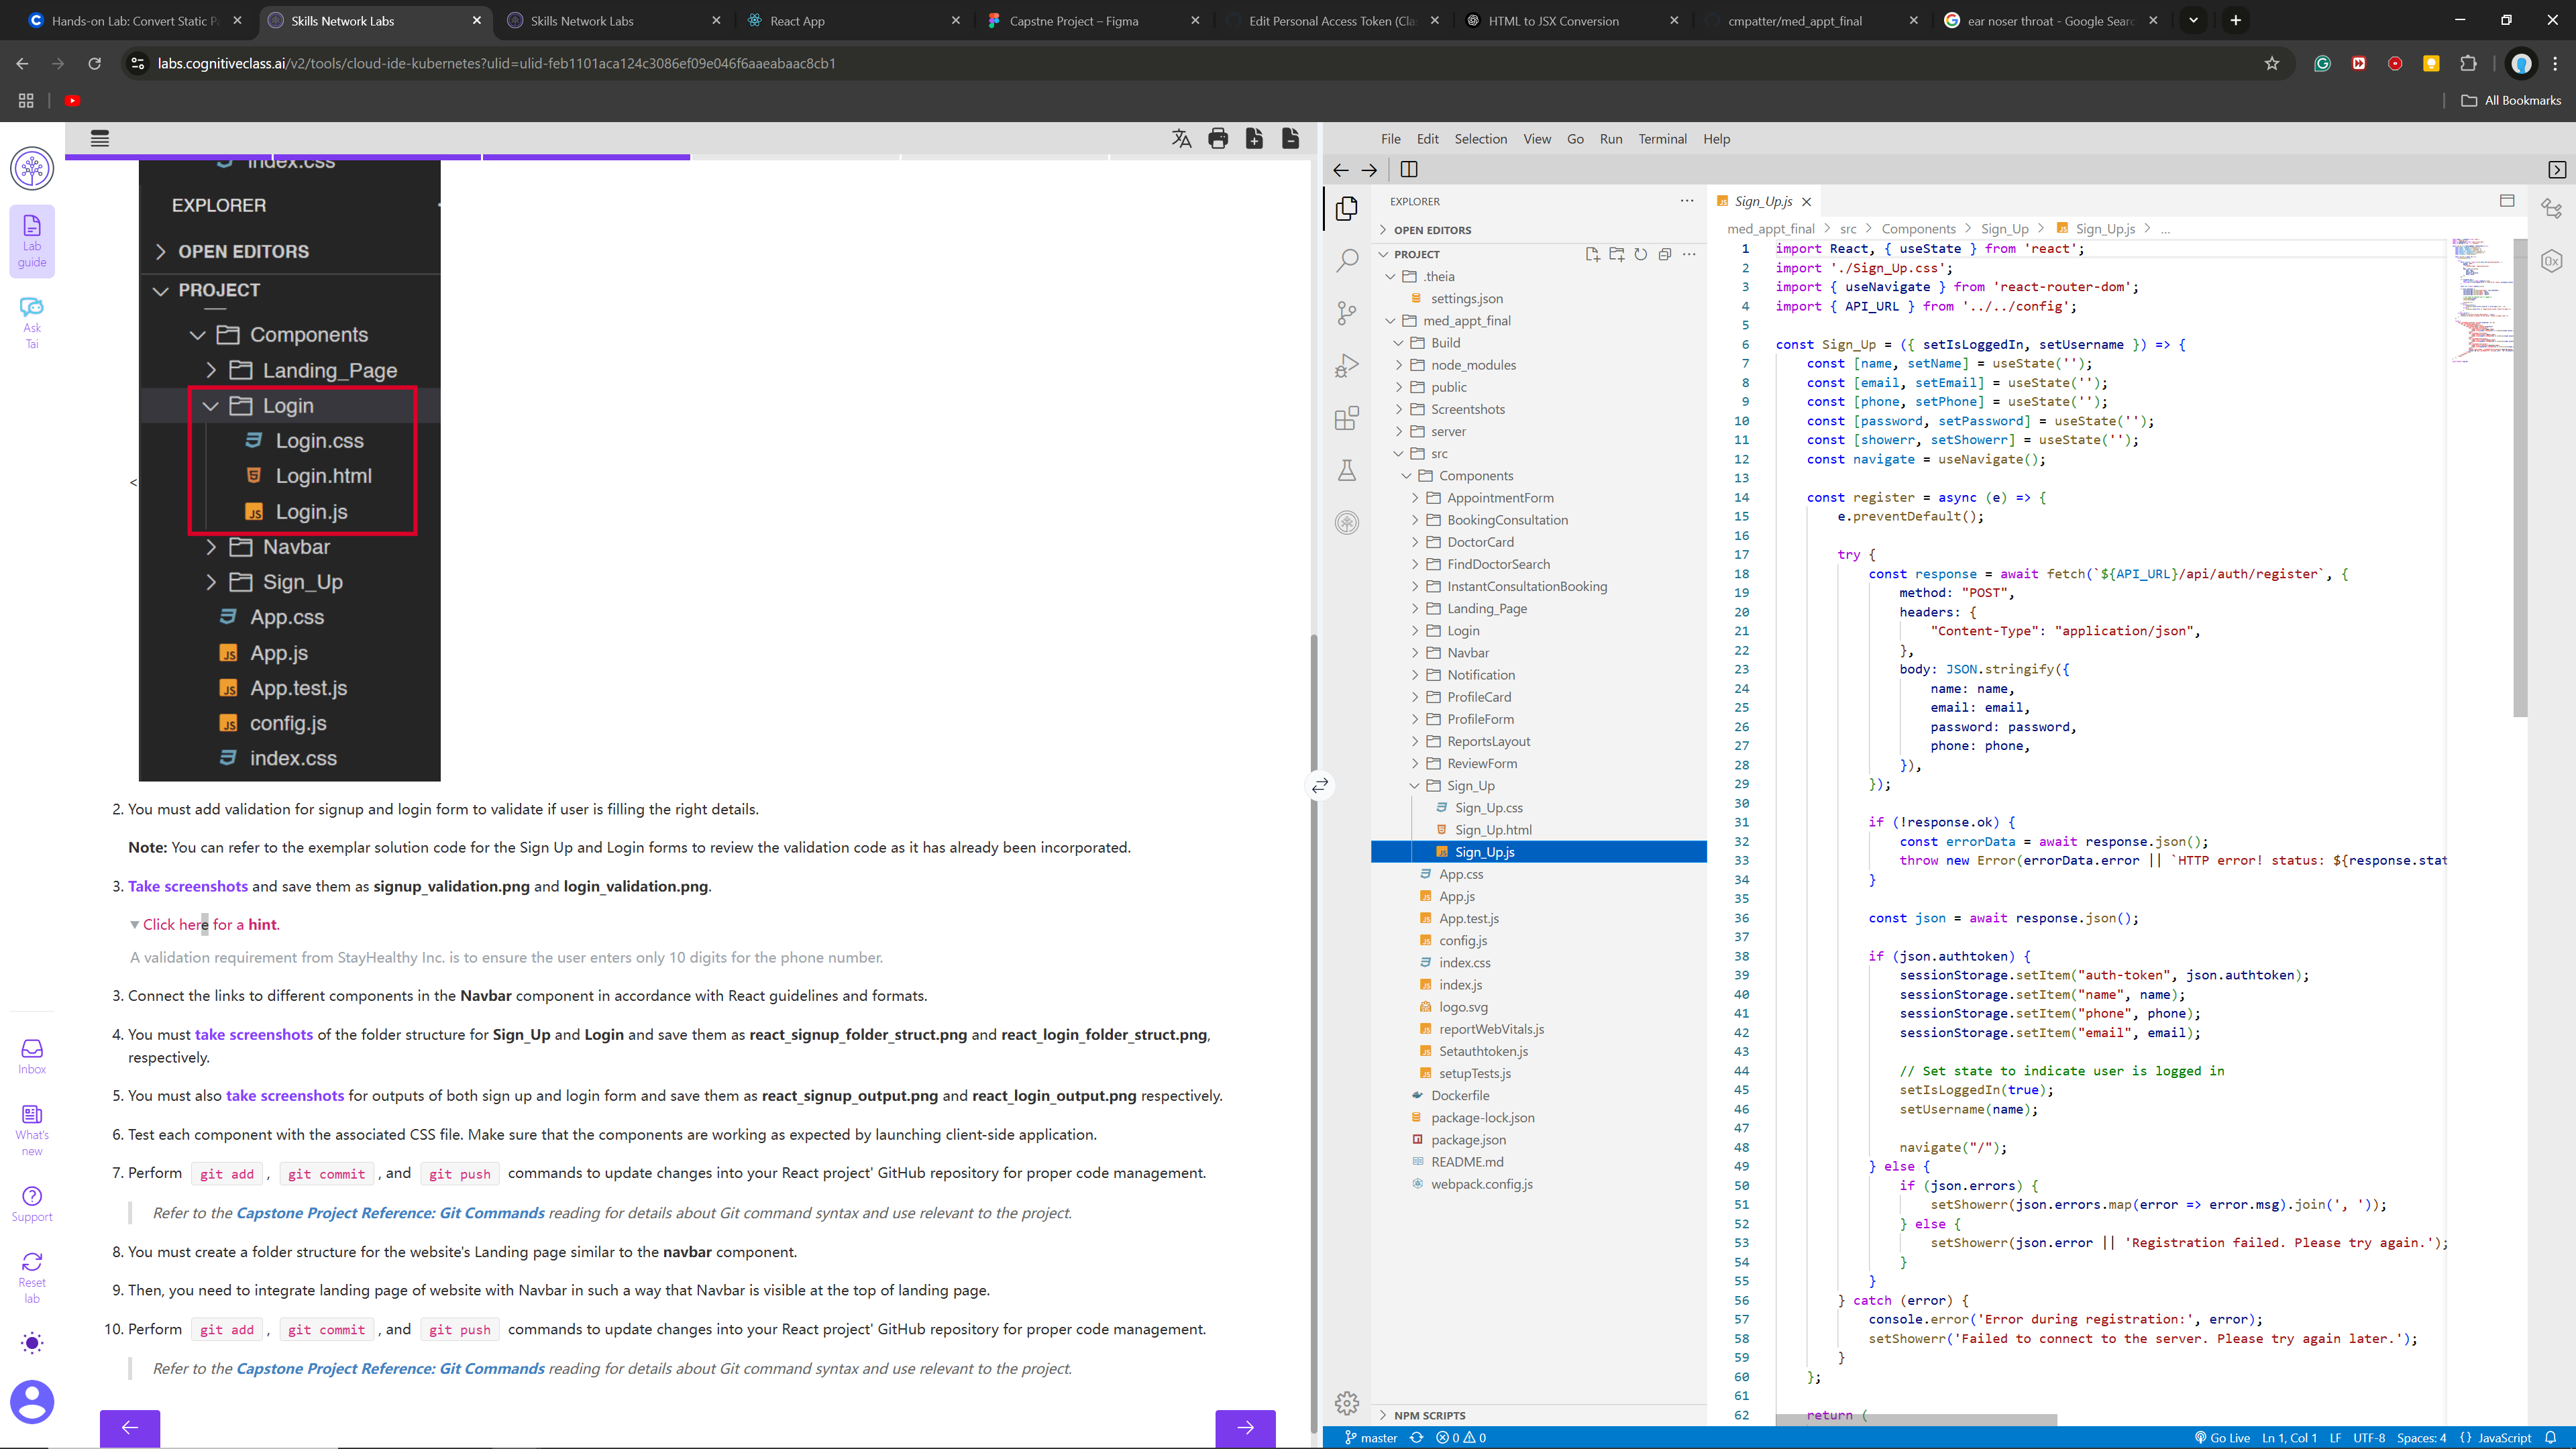 Hands-on Lab: Convert Static Pa
Skills Network Labs
Skills Network Labs
React App
Capstne Project – Figma
Edit Personal Access Token (Clas
HTML to JSX Conversion
cmpatter/med_appt_final
ear noser throat - Google Searc
labs.cognitiveclass.ai/v2/tools/cloud-ide-kubernetes?ulid=ulid-feb1101aca124c3086ef09e046f6aaeabaac8cb1
All Bookmarks
Lab
guide
Ask
Tai
Inbox
What's
new
Support
Reset
lab
index.css
EXPLORER
OPEN EDITORS
PROJECT
Components
Landing_Page
Login
Login.css
<
Login.html
Login.js
Navbar
Sign_Up
App.css
App.js
App.test.js
config.js
index.css
2. You must add validation for signup and login form to validate if user is filling the right details.
Note: You can refer to the exemplar solution code for the Sign Up and Login forms to review the validation code as it has already been incorporated.
3. Take screenshots and save them as signup_validation.png and login_validation.png.
Click here for a hint.
A validation requirement from StayHealthy Inc. is to ensure the user enters only 10 digits for the phone number.
3. Connect the links to different components in the Navbar component in accordance with React guidelines and formats.
4. You must take screenshots of the folder structure for Sign_Up and Login and save them as react_signup_folder_struct.png and react_login_folder_struct.png,
respectively.
5. You must also take screenshots for outputs of both sign up and login form and save them as react_signup_output.png and react_login_output.png respectively.
6. Test each component with the associated CSS file. Make sure that the components are working as expected by launching client-side application.
7. Perform git add , git commit , and git push commands to update changes into your React project' GitHub repository for proper code management.
Refer to the Capstone Project Reference: Git Commands reading for details about Git command syntax and use relevant to the project.
8. You must create a folder structure for the website's Landing page similar to the navbar component.
9. Then, you need to integrate landing page of website with Navbar in such a way that Navbar is visible at the top of landing page.
10. Perform git add , git commit , and git push commands to update changes into your React project' GitHub repository for proper code management.
Refer to the Capstone Project Reference: Git Commands reading for details about Git command syntax and use relevant to the project.
File Edit Selection View Go Run Terminal Help
EXPLORER
OPEN EDITORS
PROJECT
.theia
settings.json
med_appt_final
Build
node_modules
public
Screentshots
server
src
Components
AppointmentForm
BookingConsultation
DoctorCard
FindDoctorSearch
InstantConsultationBooking
Landing_Page
Login
Navbar
Notification
ProfileCard
ProfileForm
ReportsLayout
ReviewForm
Sign_Up
Sign_Up.css
Sign_Up.html
Sign_Up.js
App.css
App.js
App.test.js
config.js
index.css
index.js
logo.svg
reportWebVitals.js
Setauthtoken.js
setupTests.js
Dockerfile
package-lock.json
package.json
README.md
webpack.config.js
NPM SCRIPTS
Sign_Up.js
med_appt_final > src > Components > Sign_Up > Sign_Up.js > ...
1 import React, { useState } from 'react';
2 import './Sign_Up.css';
3 import { useNavigate } from 'react-router-dom';
4 import { API_URL } from '../../config';
5
6 const Sign_Up = ({ setIsLoggedIn, setUsername }) => {
7 const [name, setName] = useState('');
8 const [email, setEmail] = useState('');
9 const [phone, setPhone] = useState('');
10 const [password, setPassword] = useState('');
11 const [showerr, setShowerr] = useState('');
12 const navigate = useNavigate();
13
14 const register = async (e) => {
15 e.preventDefault();
16
17 try {
18 const response = await fetch(`${API_URL}/api/auth/register`, {
19 method: "POST",
20 headers: {
21 "Content-Type": "application/json",
22 },
23 body: JSON.stringify({
24 name: name,
25 email: email,
26 password: password,
27 phone: phone,
28 }),
29 });
30
31 if (!response.ok) {
32 const errorData = await response.json();
33 throw new Error(errorData.error || `HTTP error! status: ${response.stat
34 }
35
36 const json = await response.json();
37
38 if (json.authtoken) {
39 sessionStorage.setItem("auth-token", json.authtoken);
40 sessionStorage.setItem("name", name);
41 sessionStorage.setItem("phone", phone);
42 sessionStorage.setItem("email", email);
43
44 // Set state to indicate user is logged in
45 setIsLoggedIn(true);
46 setUsername(name);
47
48 navigate("/");
49 } else {
50 if (json.errors) {
51 setShowerr(json.errors.map(error => error.msg).join(', '));
52 } else {
53 setShowerr(json.error || 'Registration failed. Please try again.');
54 }
55 }
56 } catch (error) {
57 console.error('Error during registration:', error);
58 setShowerr('Failed to connect to the server. Please try again later.');
59 }
60 };
61
62 return (
master 0 0 Go Live Ln 1, Col 1 LF UTF-8 Spaces: 4 {} JavaScript